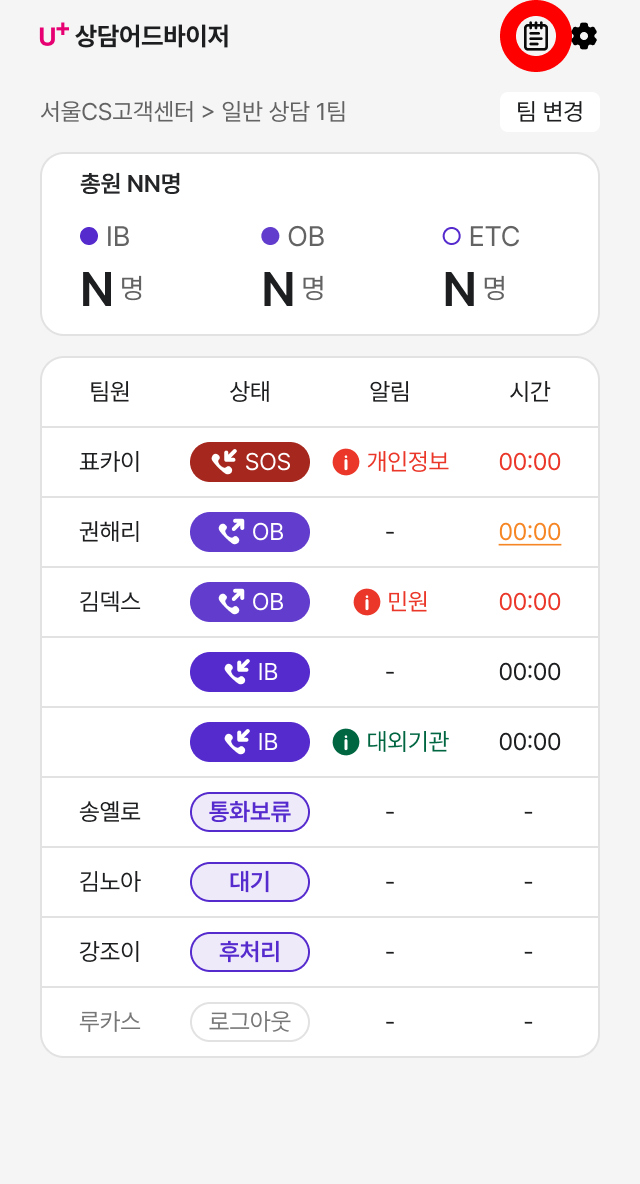 U+ 상담어드바이저
서울CS고객센터 > 일반 상담 1팀 팀 변경
총원 NN명
IB OB ETC
N 명 N 명 N 명
팀원 상태 알림 시간
표카이 SOS 개인정보 00:00
권해리 OB - 00:00
김덱스 OB 민원 00:00
IB - 00:00
IB 대외기관 00:00
송옐로 통화보류 - -
김노아 대기 - -
강조이 후처리 - -
루카스 로그아웃 - -